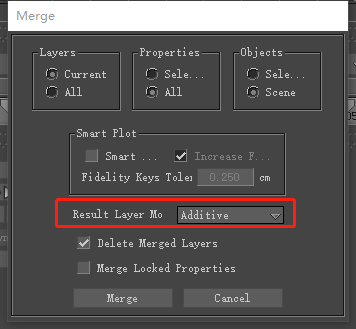 Merge
Layers
Properties
Objects
Current
Sele...
Sele...
All
All
Scene
Smart Plot
Smart ...
Increase F...
Fidelity Keys Toler
0.250
cm
Result Layer Mo
Additive
Delete Merged Layers
Merge Locked Properties
Merge
Cancel